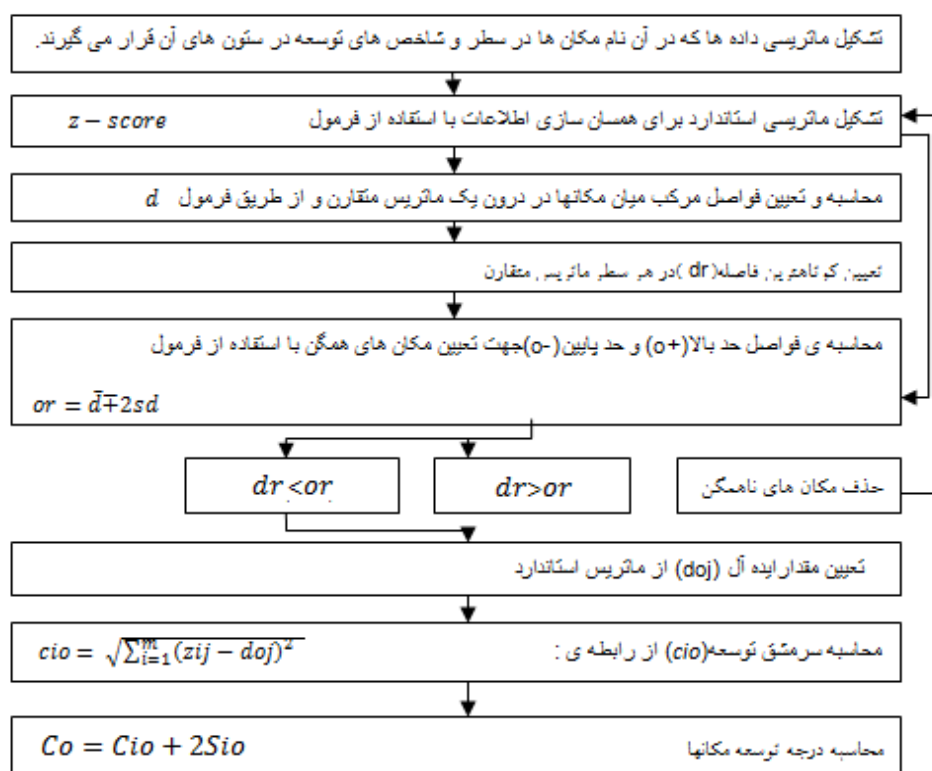 تشکیل ماتریسی داده ها که در آن نام مکان ها در سطر و شاخص های توسعه در ستون های آن قرار می گیرند.
تشکیل ماتریسی استاندارد برای همسان سازی اطلاعات با استفاده از فرمول z − score
محاسبه و تعیین فواصل مرکب میان مکانها در درون یک ماتریس متقارن و از طریق فرمول d
تعیین کوتاهترین فاصله(dr )در هر سطر ماتریس متقارن
محاسبه ی فواصل حد بالا(o+) و حد پایین(o-)جهت تعیین مکان های همگن با استفاده از فرمول
or = d̄∓2sd
dr<or
dr>or
حذف مکان های ناهمگن
تعیین مقدارایده آل (doj) از ماتریس استاندارد
محاسبه سرمشق توسعه(cio) از رابطه ی : cio = √∑ᵢ₌₁ᵐ(zij − doj)²
محاسبه درجه توسعه مکانها Co = Cio + 2Sio